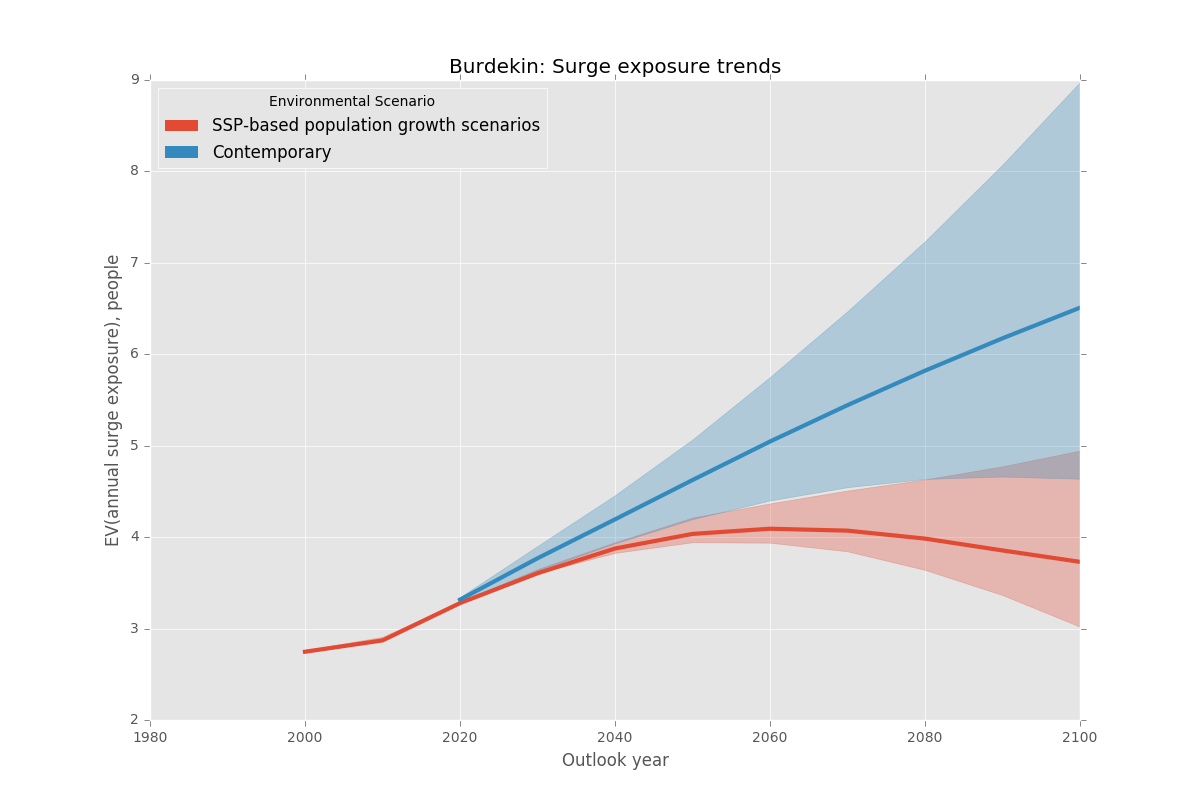 Burdekin: Surge exposure trends
Environmental Scenario
SSP-based population growth scenarios
Contemporary
EV(annual surge exposure), people
9
8
7
6
5
4
3
2
1980 2000 2020 2040 2060 2080 2100
Outlook year